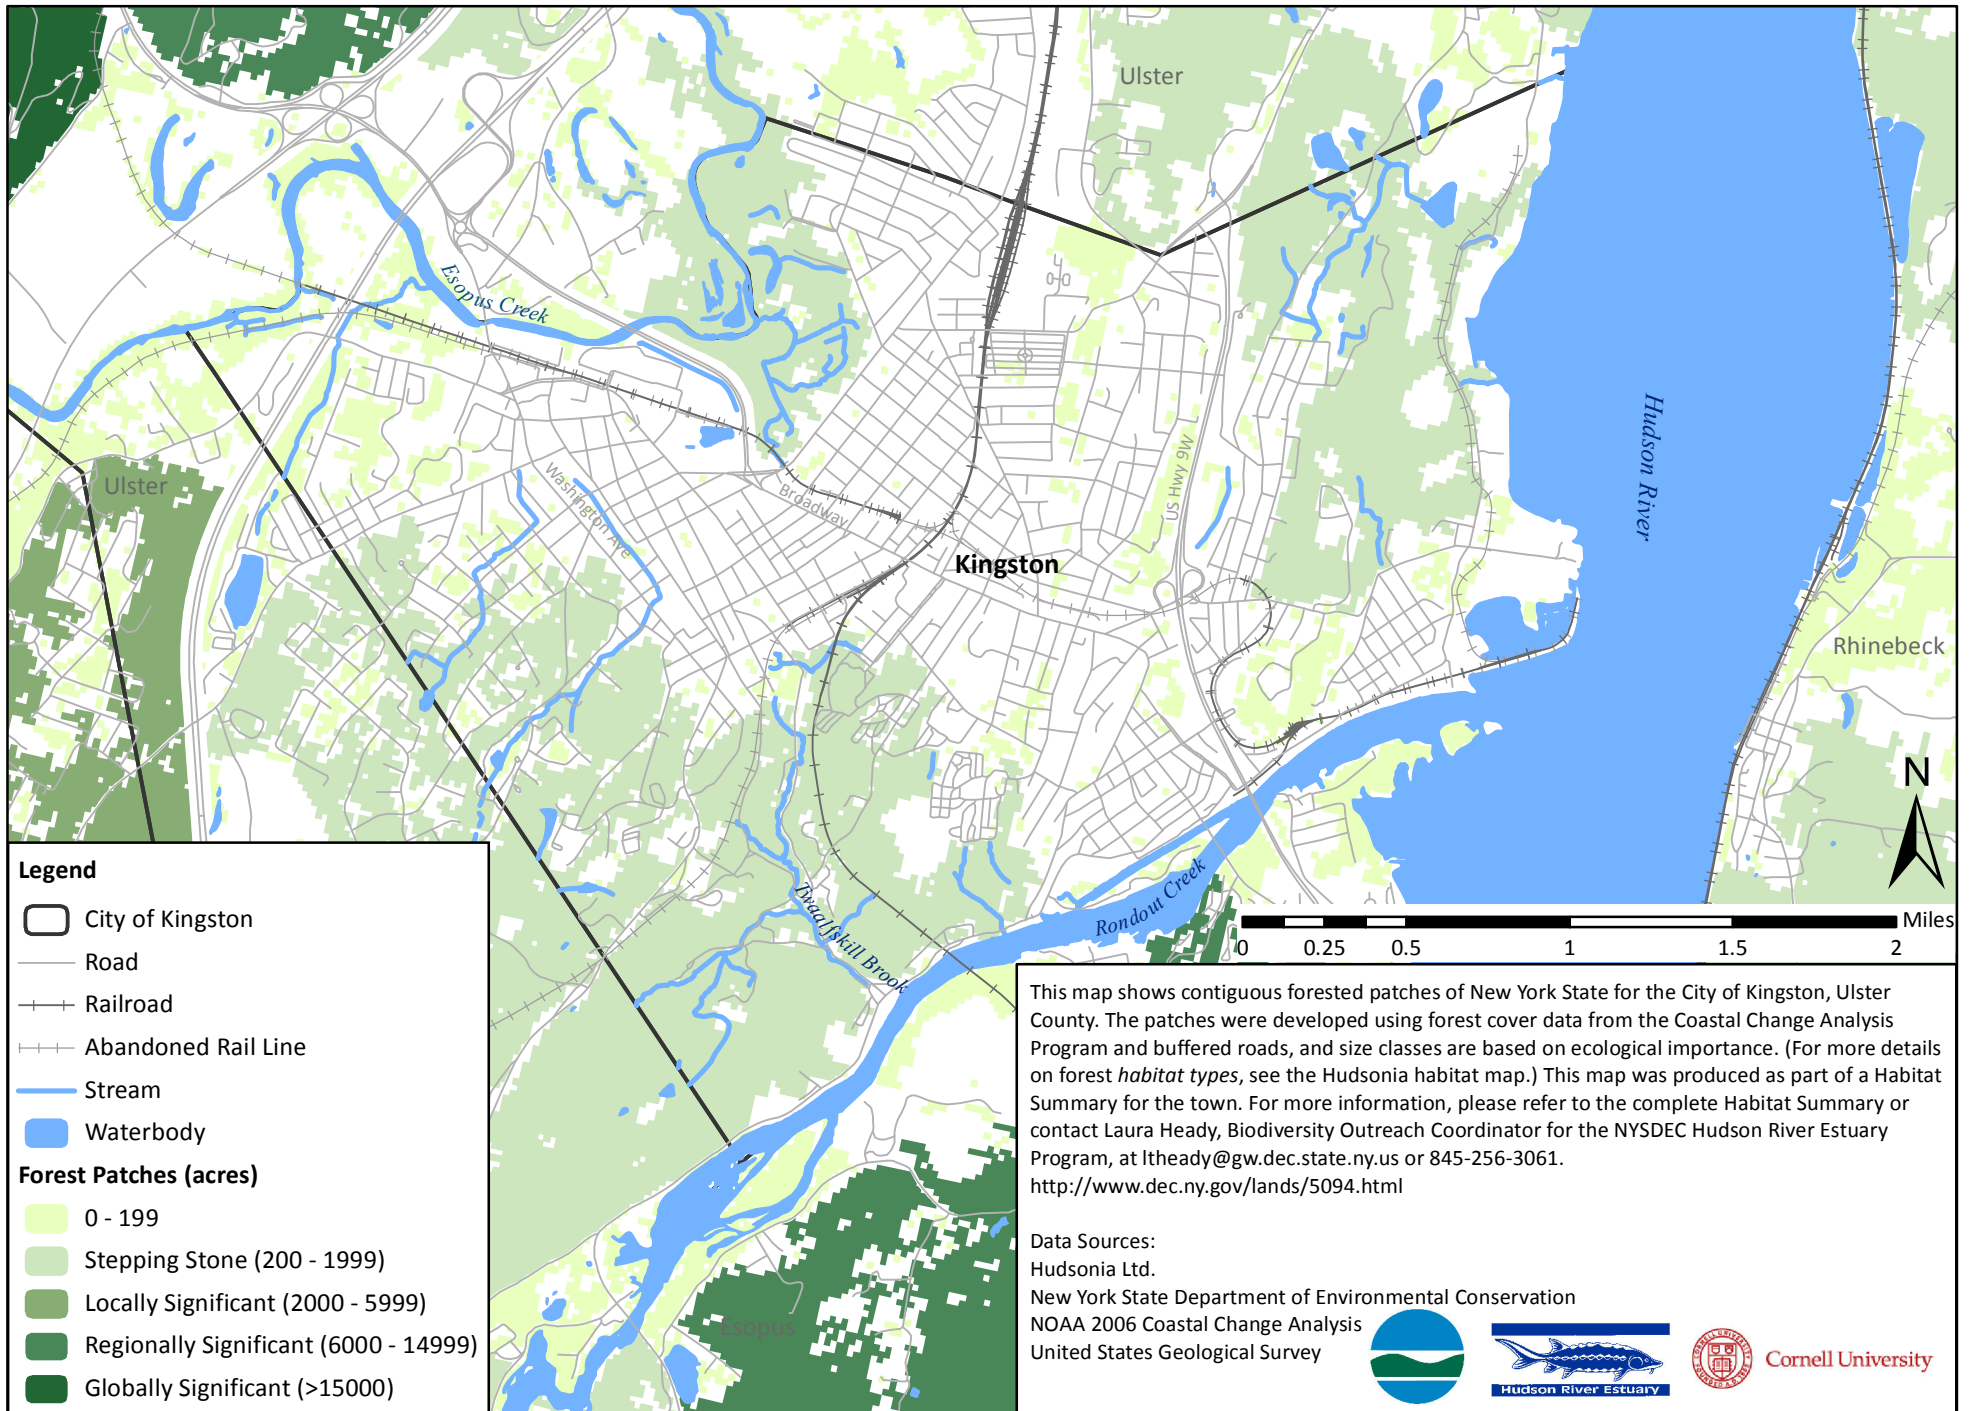 Ulster
Esopus Creek
Hudson River
Ulster
Washington Ave
Broadway
US Hwy 9W
Kingston
Rhinebeck
N
Twaalfskill Brook
Rondout Creek
Miles
0 0.25 0.5 1 1.5 2
Esopus
Legend
City of Kingston
Road
Railroad
Abandoned Rail Line
Stream
Waterbody
Forest Patches (acres)
0 - 199
Stepping Stone (200 - 1999)
Locally Significant (2000 - 5999)
Regionally Significant (6000 - 14999)
Globally Significant (>15000)
This map shows contiguous forested patches of New York State for the City of Kingston, Ulster
County. The patches were developed using forest cover data from the Coastal Change Analysis
Program and buffered roads, and size classes are based on ecological importance. (For more details
on forest habitat types, see the Hudsonia habitat map.) This map was produced as part of a Habitat
Summary for the town. For more information, please refer to the complete Habitat Summary or
contact Laura Heady, Biodiversity Outreach Coordinator for the NYSDEC Hudson River Estuary
Program, at ltheady@gw.dec.state.ny.us or 845-256-3061.
http://www.dec.ny.gov/lands/5094.html
Data Sources:
Hudsonia Ltd.
New York State Department of Environmental Conservation
NOAA 2006 Coastal Change Analysis
United States Geological Survey
Hudson River Estuary
Cornell University